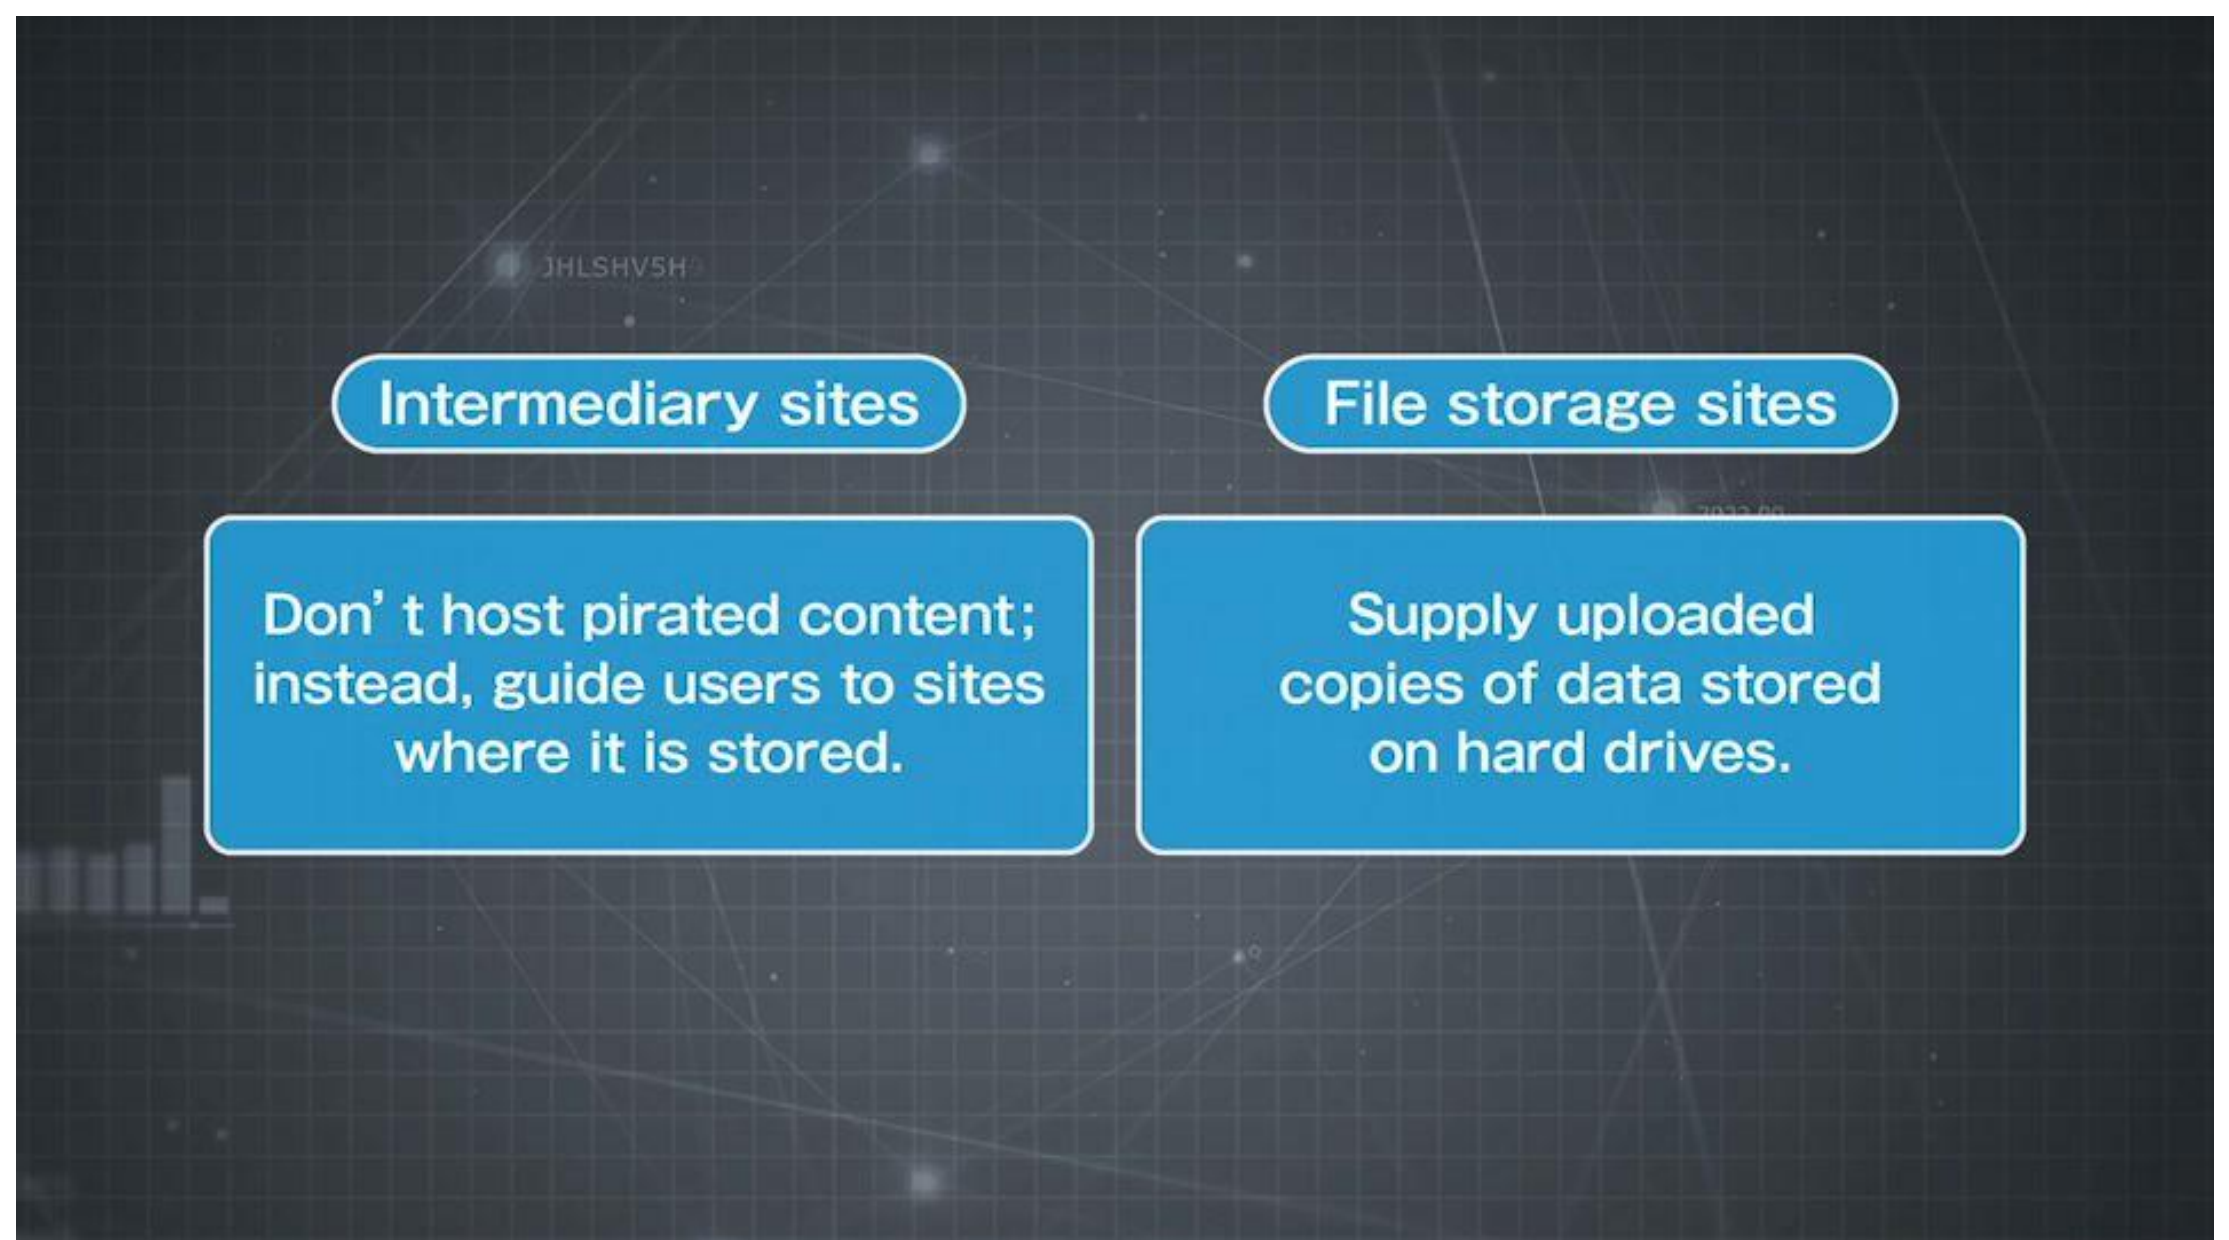 JHLSHV5H
Intermediary sites
File storage sites
Don't host pirated content;
instead, guide users to sites
where it is stored.
Supply uploaded
copies of data stored
on hard drives.